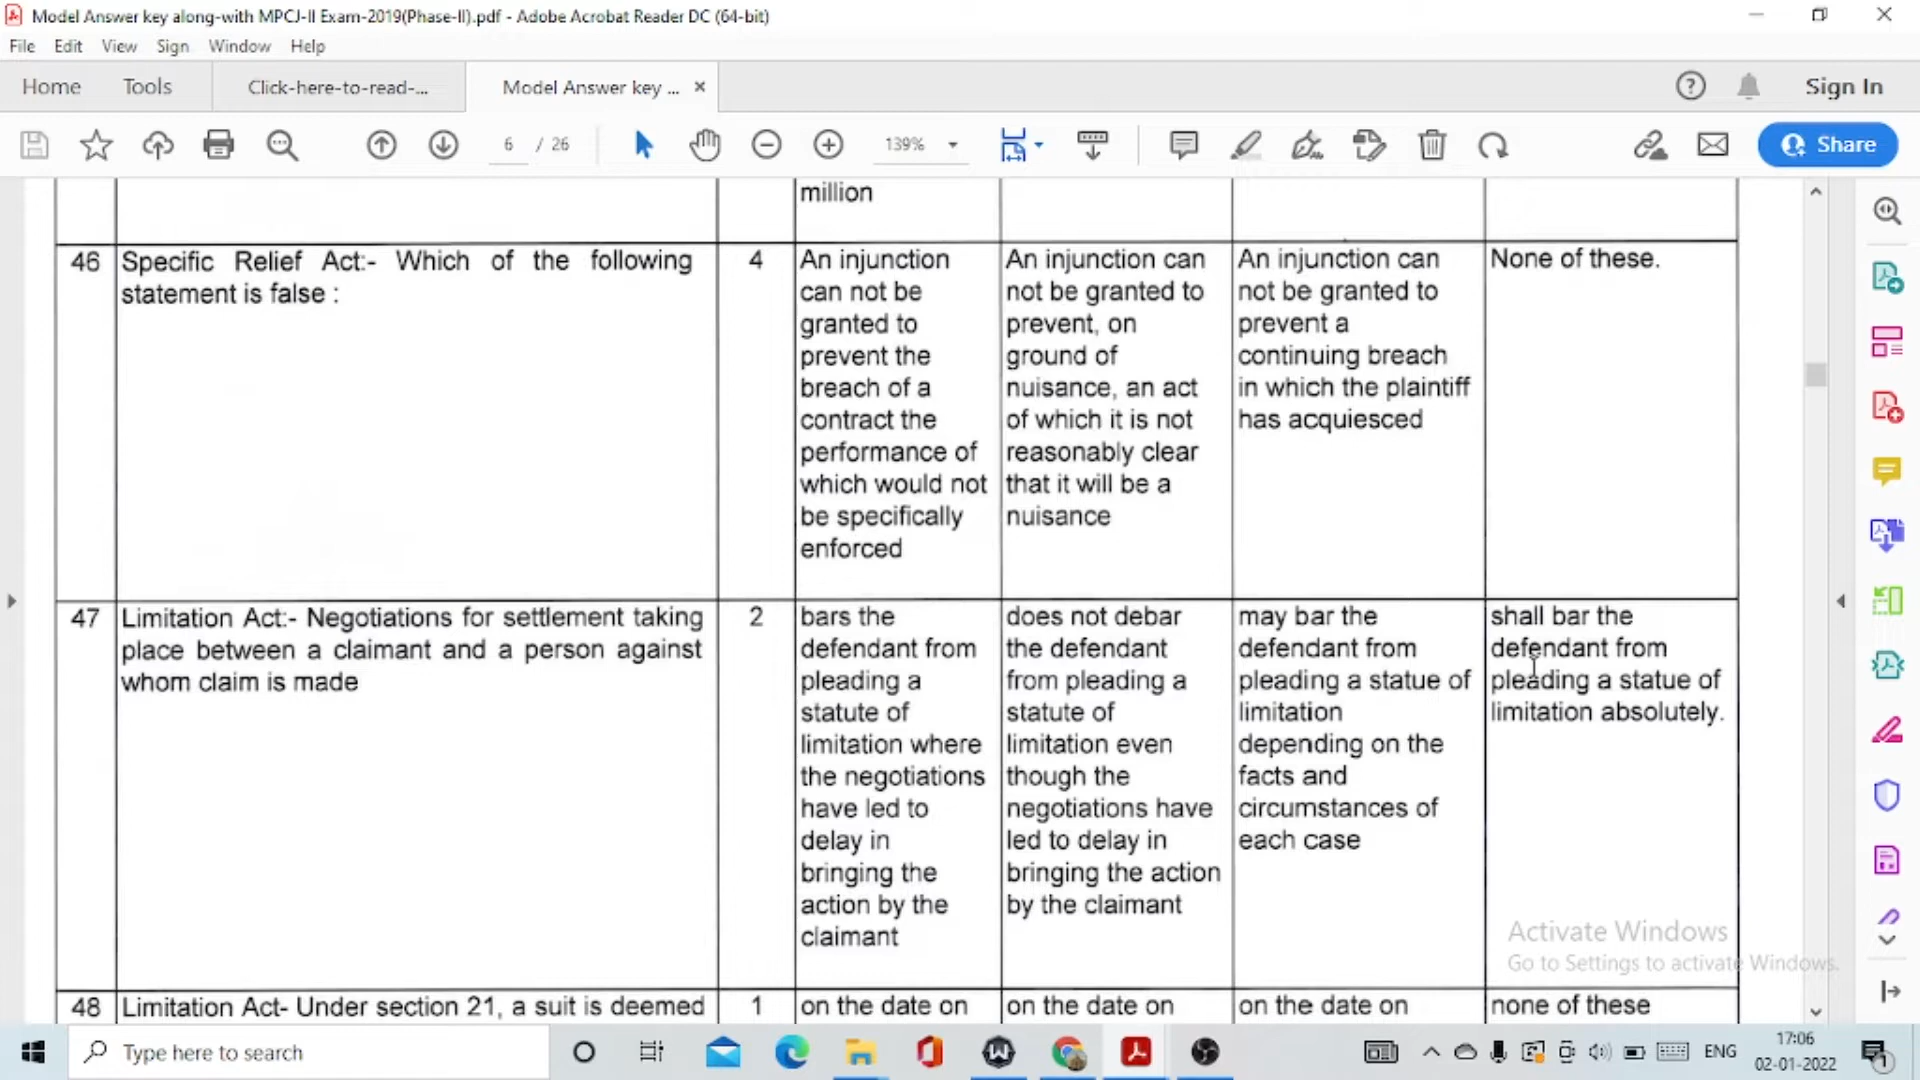 Model Answer key along-with MPCJ-II Exam-2019(Phase-II).pdf - Adobe Acrobat Reader DC (64-bit)
File Edit View Sign Window Help
Home Tools Click-here-to-read-... Model Answer key ... ×
Sign In
6 / 26 139% Share
million
46
Specific Relief Act:- Which of the following
statement is false :
4
An injunction
can not be
granted to
prevent the
breach of a
contract the
performance of
which would not
be specifically
enforced
An injunction can
not be granted to
prevent, on
ground of
nuisance, an act
of which it is not
reasonably clear
that it will be a
nuisance
An injunction can
not be granted to
prevent a
continuing breach
in which the plaintiff
has acquiesced
None of these.
47
Limitation Act:- Negotiations for settlement taking
place between a claimant and a person against
whom claim is made
2
bars the
defendant from
pleading a
statute of
limitation where
the negotiations
have led to
delay in
bringing the
action by the
claimant
does not debar
the defendant
from pleading a
statute of
limitation even
though the
negotiations have
led to delay in
bringing the action
by the claimant
may bar the
defendant from
pleading a statue of
limitation
depending on the
facts and
circumstances of
each case
shall bar the
defendant from
pleading a statue of
limitation absolutely.
48
Limitation Act- Under section 21, a suit is deemed
1
on the date on
on the date on
on the date on
none of these
Activate Windows
Go to Settings to activate Windows.
Type here to search
ENG
17:06
02-01-2022
1